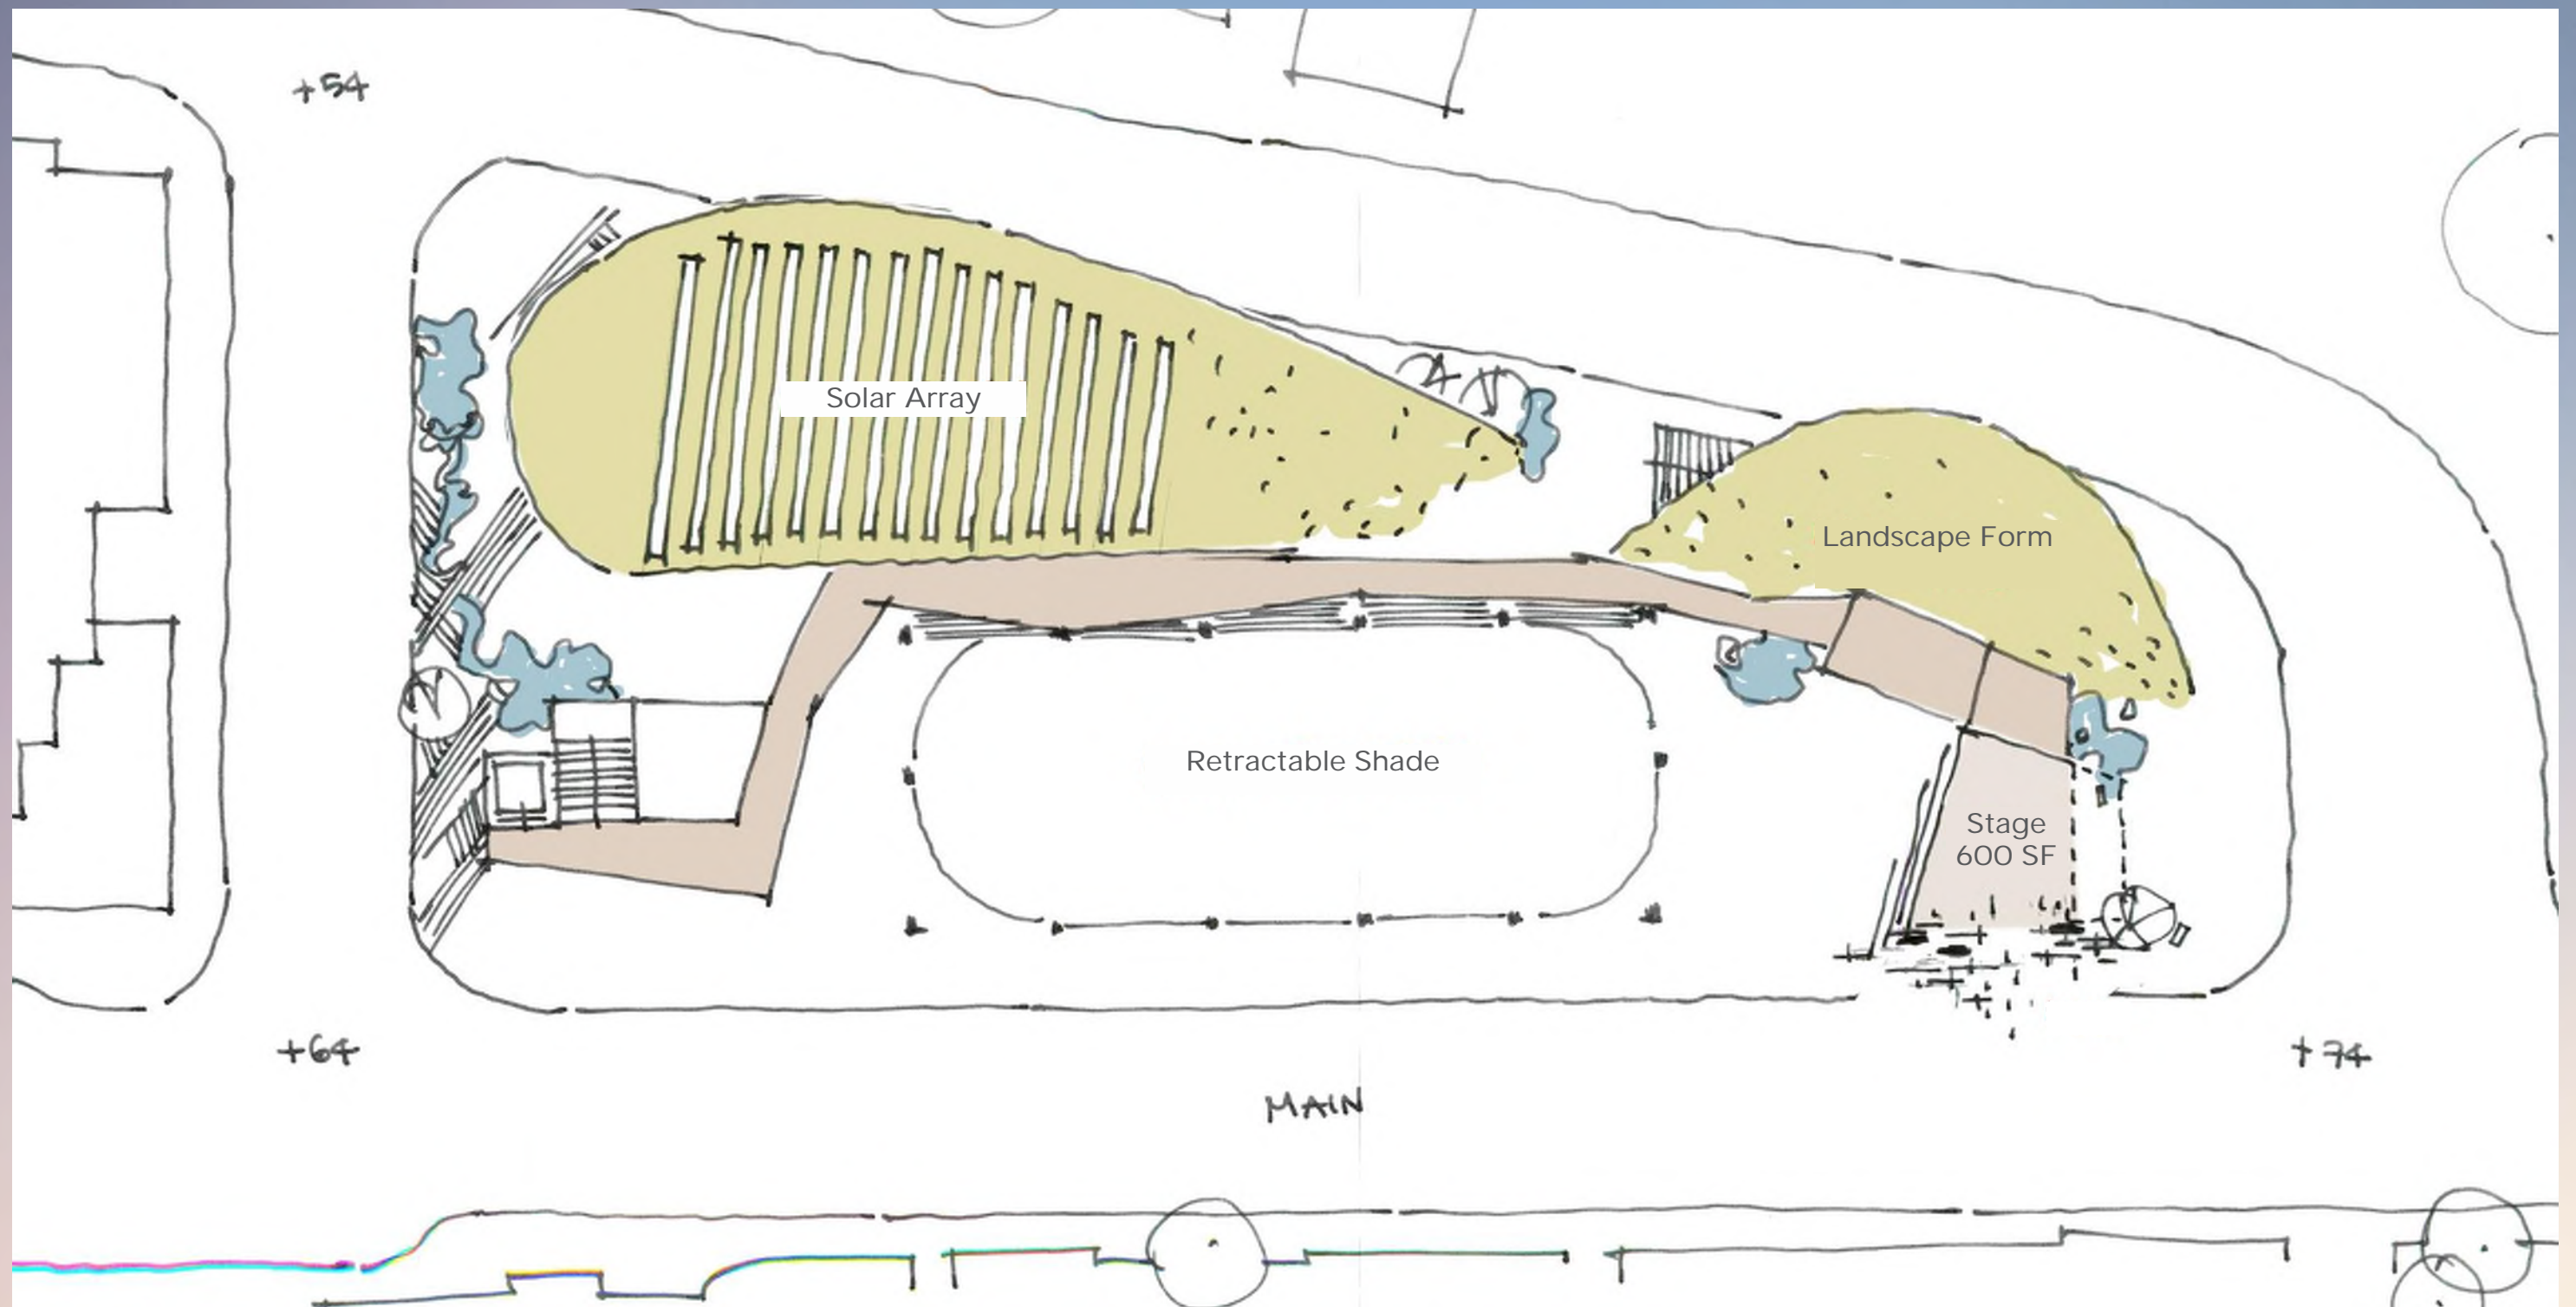 +54
Solar Array
Landscape Form
Retractable Shade
Stage
600 SF
+64
+74
MAIN